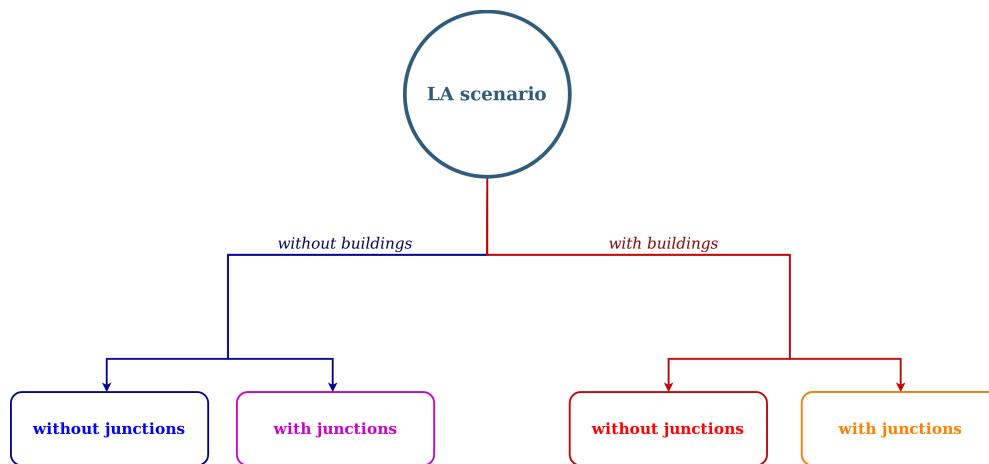 LA scenario
without buildings
with buildings
without junctions
with junctions
without junctions
with junctions